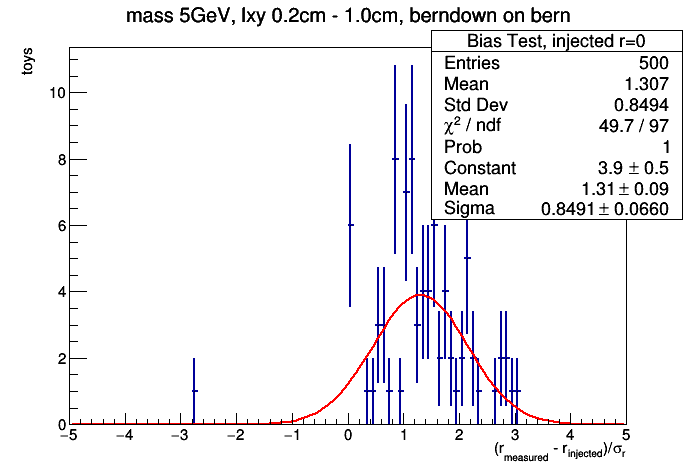 mass 5GeV, lxy 0.2cm - 1.0cm, berndown on bern
Bias Test, injected r=0
Entries 500
Mean 1.307
Std Dev 0.8494
χ² / ndf 49.7 / 97
Prob 1
Constant 3.9 ± 0.5
Mean 1.31 ± 0.09
Sigma 0.8491 ± 0.0660
toys
10
8
6
4
2
0
−5 −4 −3 −2 −1 0 1 2 3 4 5
(r_measured - r_injected)/σ_r